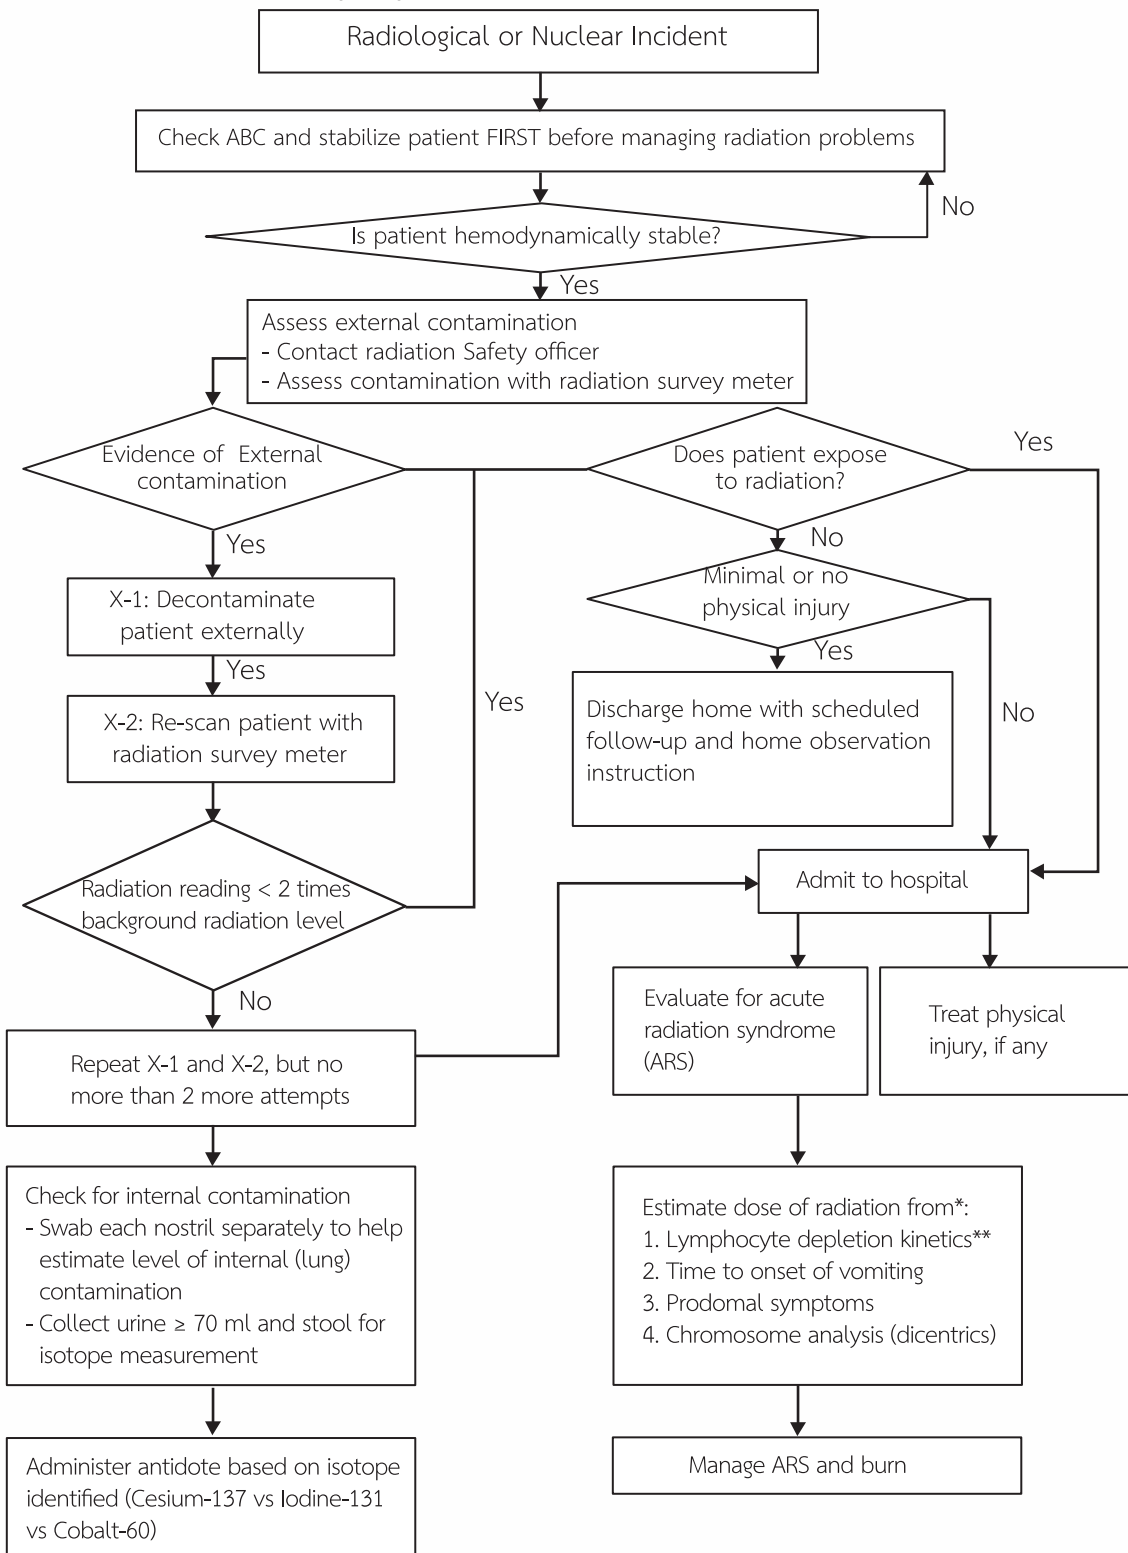 Radiological or Nuclear Incident
Check ABC and stabilize patient FIRST before managing radiation problems
No
Is patient hemodynamically stable?
Yes
Assess external contamination
- Contact radiation Safety officer
- Assess contamination with radiation survey meter
Evidence of External
contamination
Does patient expose
to radiation?
Yes
Yes
No
X-1: Decontaminate
patient externally
Minimal or no
physical injury
Yes
Yes
X-2: Re-scan patient with
radiation survey meter
Yes
Discharge home with scheduled
follow-up and home observation
instruction
No
Radiation reading < 2 times
background radiation level
Admit to hospital
No
Repeat X-1 and X-2, but no
more than 2 more attempts
Evaluate for acute
radiation syndrome
(ARS)
Treat physical
injury, if any
Check for internal contamination
- Swab each nostril separately to help
estimate level of internal (lung)
contamination
- Collect urine ≥ 70 ml and stool for
isotope measurement
Estimate dose of radiation from*:
1. Lymphocyte depletion kinetics**
2. Time to onset of vomiting
3. Prodomal symptoms
4. Chromosome analysis (dicentrics)
Administer antidote based on isotope
identified (Cesium-137 vs Iodine-131
vs Cobalt-60)
Manage ARS and burn